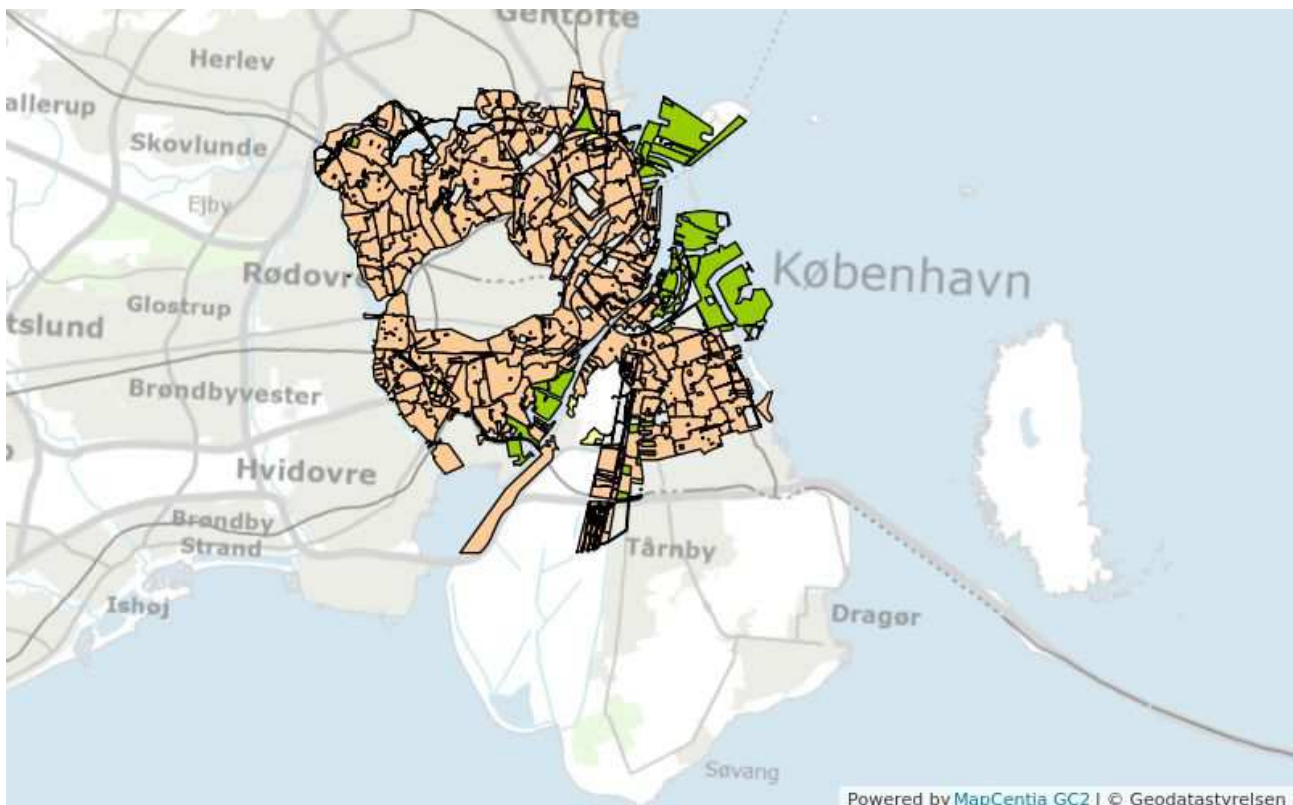 Gentofte
Herlev
allerup
Skovlunde
Ejby
København
Rødovre
Glostrup
tslund
Brøndbyvester
Hvidovre
Brøndby
Strand
Tårnby
Ishøj
Dragør
Søvang
Powered by MapCentia GC2 | © Geodatastyrelsen